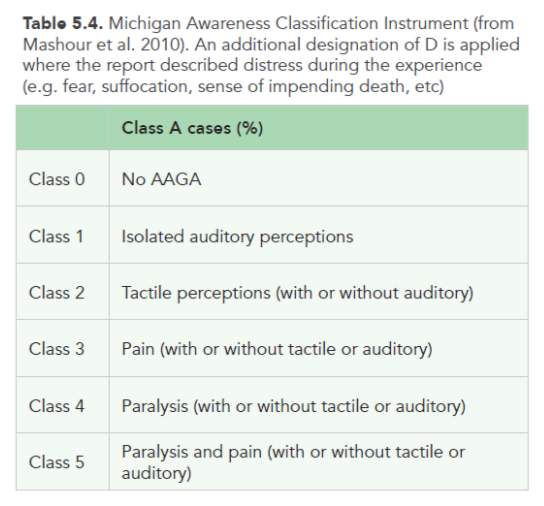 Table 5.4. Michigan Awareness Classification Instrument (from
Mashour et al. 2010). An additional designation of D is applied
where the report described distress during the experience
(e.g. fear, suffocation, sense of impending death, etc)
Class A cases (%)
Class 0 No AAGA
Class 1 Isolated auditory perceptions
Class 2 Tactile perceptions (with or without auditory)
Class 3 Pain (with or without tactile or auditory)
Class 4 Paralysis (with or without tactile or auditory)
Class 5 Paralysis and pain (with or without tactile or
auditory)